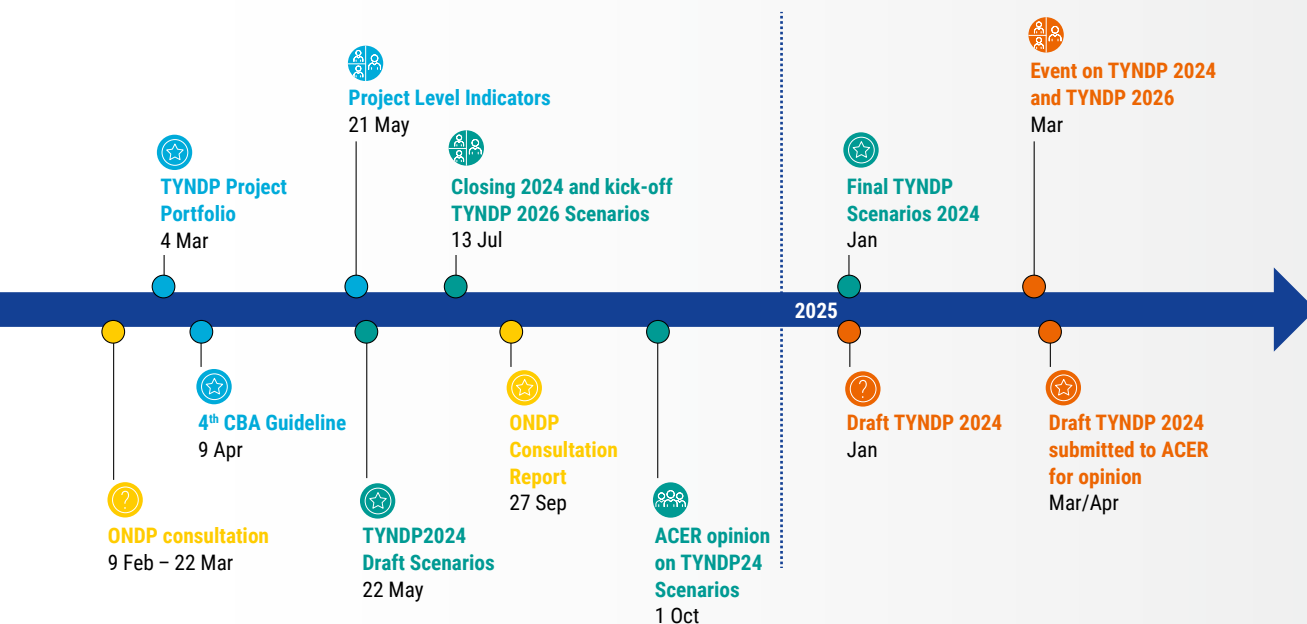 Event on TYNDP 2024
and TYNDP 2026
Mar
Project Level Indicators
21 May
TYNDP Project
Portfolio
4 Mar
Closing 2024 and kick-off
TYNDP 2026 Scenarios
13 Jul
Final TYNDP
Scenarios 2024
Jan
2025
4th CBA Guideline
9 Apr
ONDP
Consultation
Report
27 Sep
Draft TYNDP 2024
Jan
Draft TYNDP 2024
submitted to ACER
for opinion
Mar/Apr
?
ONDP consultation
9 Feb – 22 Mar
TYNDP2024
Draft Scenarios
22 May
ACER opinion
on TYNDP24
Scenarios
1 Oct
?